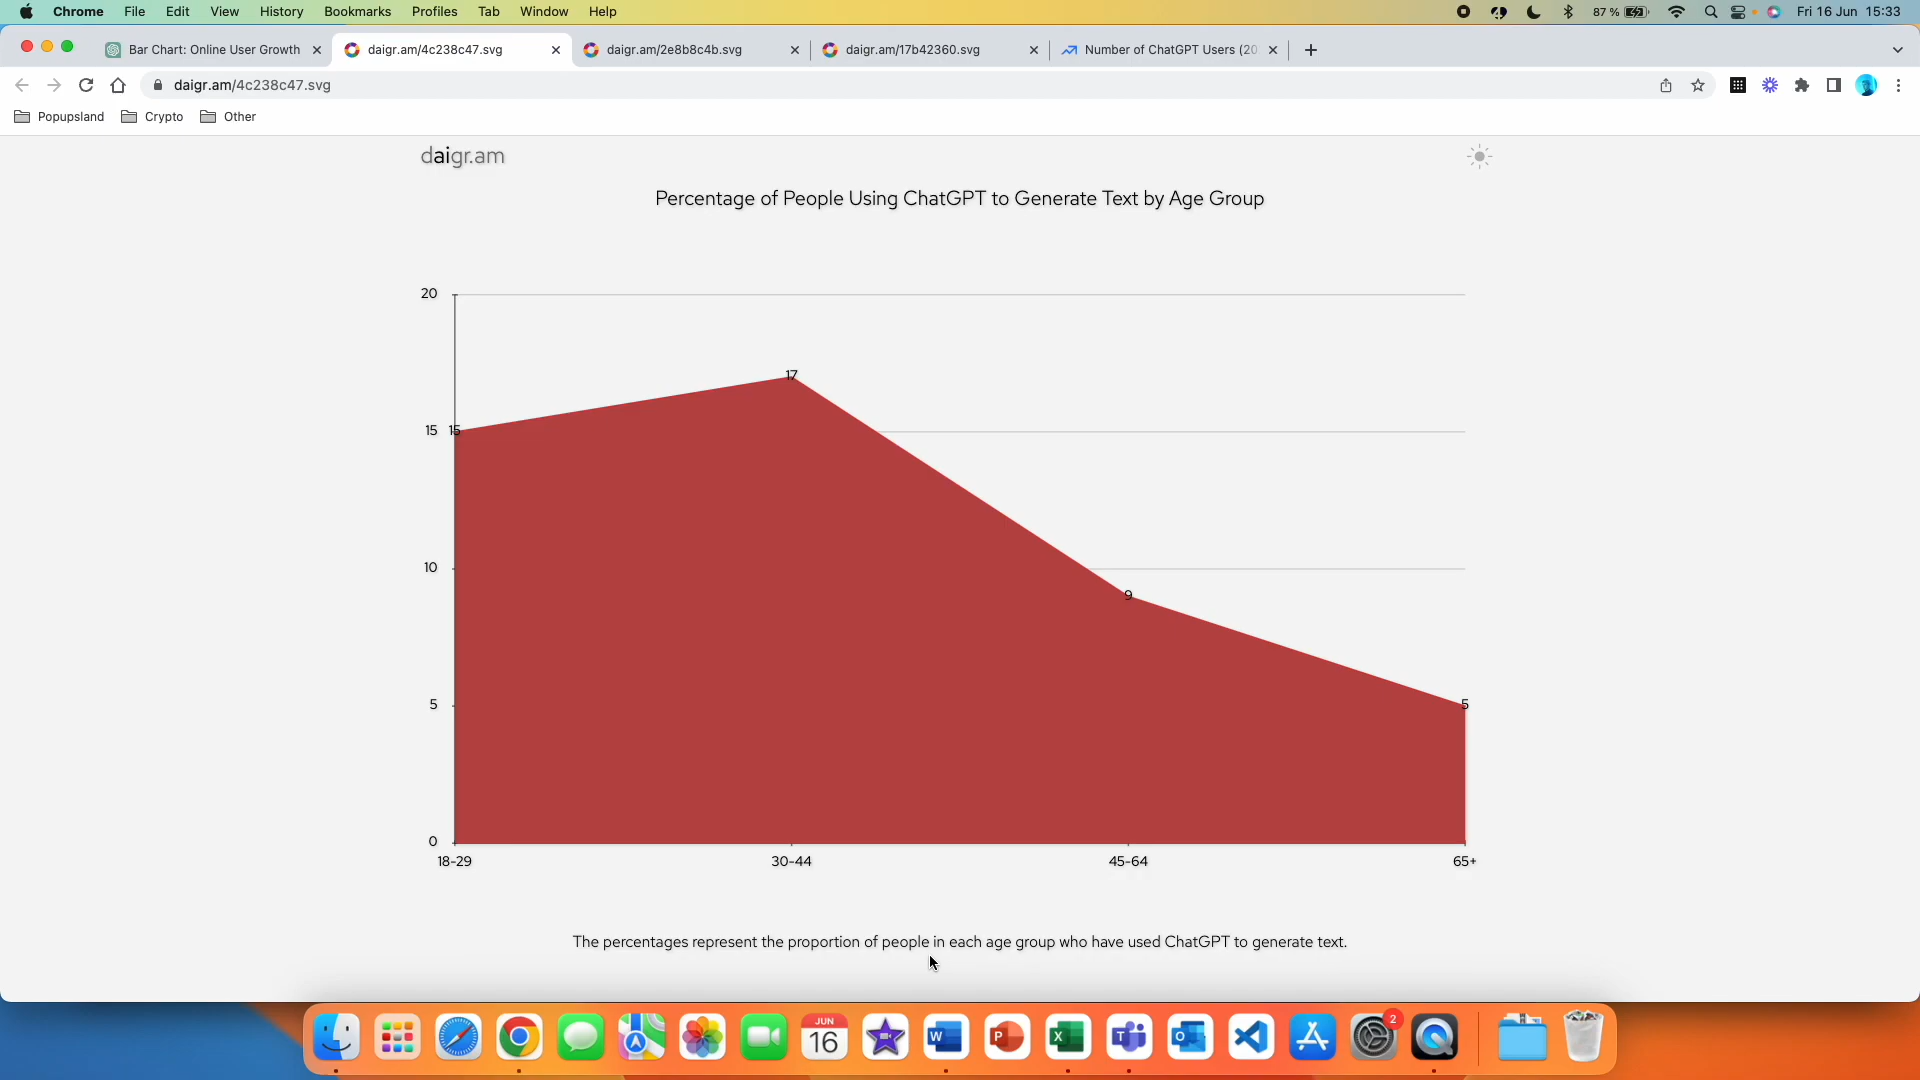 Chrome File Edit View History Bookmarks Profiles Tab Window Help 87 % Fri 16 Jun 15:33
Bar Chart: Online User Growth daigr.am/4c238c47.svg daigr.am/2e8b8c4b.svg daigr.am/17b42360.svg Number of ChatGPT Users (20
daigr.am/4c238c47.svg
Popupsland Crypto Other
daigr.am
Percentage of People Using ChatGPT to Generate Text by Age Group
20
17
15 15
10
9
5 5
0
18-29 30-44 45-64 65+
The percentages represent the proportion of people in each age group who have used ChatGPT to generate text.
JUN
16
W P X T O
2